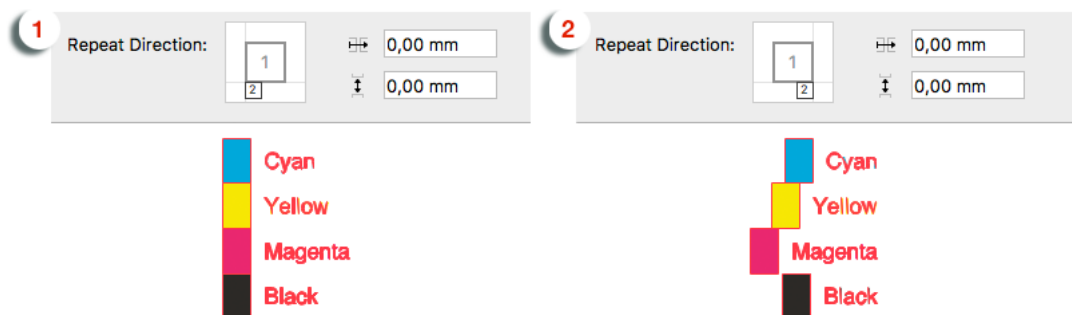 1
Repeat Direction:
1
2
0,00 mm
0,00 mm
Cyan
Yellow
Magenta
Black
2
Repeat Direction:
1
2
0,00 mm
0,00 mm
Cyan
Yellow
Magenta
Black